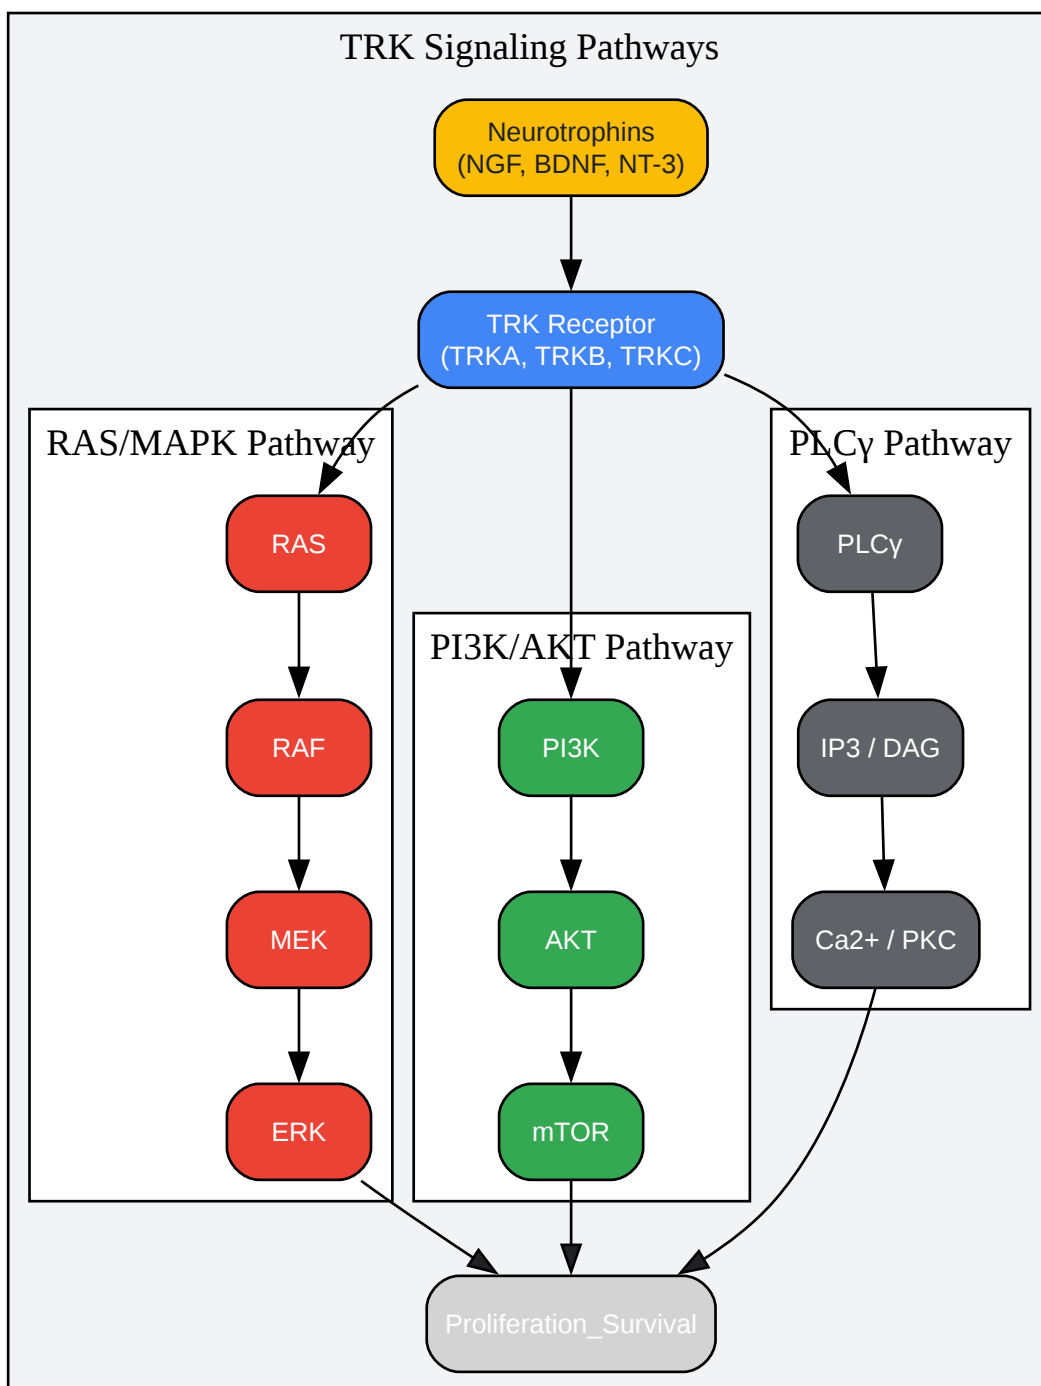 TRK Signaling Pathways
Neurotrophins
(NGF, BDNF, NT-3)
TRK Receptor
(TRKA, TRKB, TRKC)
RAS/MAPK Pathway
RAS
RAF
MEK
ERK
PI3K/AKT Pathway
PI3K
AKT
mTOR
PLCγ Pathway
PLCγ
IP3 / DAG
Ca2+ / PKC
Proliferation_Survival